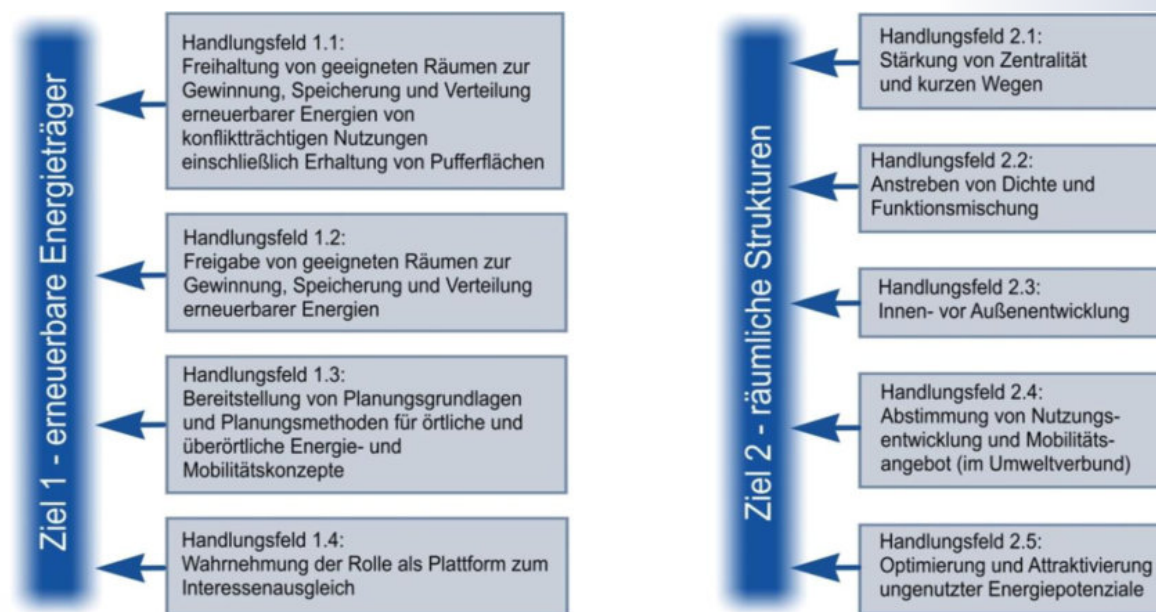 Ziel 1 - erneuerbare Energieträger
Handlungsfeld 1.1:
Freihaltung von geeigneten Räumen zur
Gewinnung, Speicherung und Verteilung
erneuerbarer Energien von
konfliktträchtigen Nutzungen
einschließlich Erhaltung von Pufferflächen
Handlungsfeld 1.2:
Freigabe von geeigneten Räumen zur
Gewinnung, Speicherung und Verteilung
erneuerbarer Energien
Handlungsfeld 1.3:
Bereitstellung von Planungsgrundlagen
und Planungsmethoden für örtliche und
überörtliche Energie- und
Mobilitätskonzepte
Handlungsfeld 1.4:
Wahrnehmung der Rolle als Plattform zum
Interessenausgleich
Ziel 2 - räumliche Strukturen
Handlungsfeld 2.1:
Stärkung von Zentralität
und kurzen Wegen
Handlungsfeld 2.2:
Anstreben von Dichte und
Funktionsmischung
Handlungsfeld 2.3:
Innen- vor Außenentwicklung
Handlungsfeld 2.4:
Abstimmung von Nutzungs-
entwicklung und Mobilitäts-
angebot (im Umweltverbund)
Handlungsfeld 2.5:
Optimierung und Attraktivierung
ungenutzter Energiepotenziale